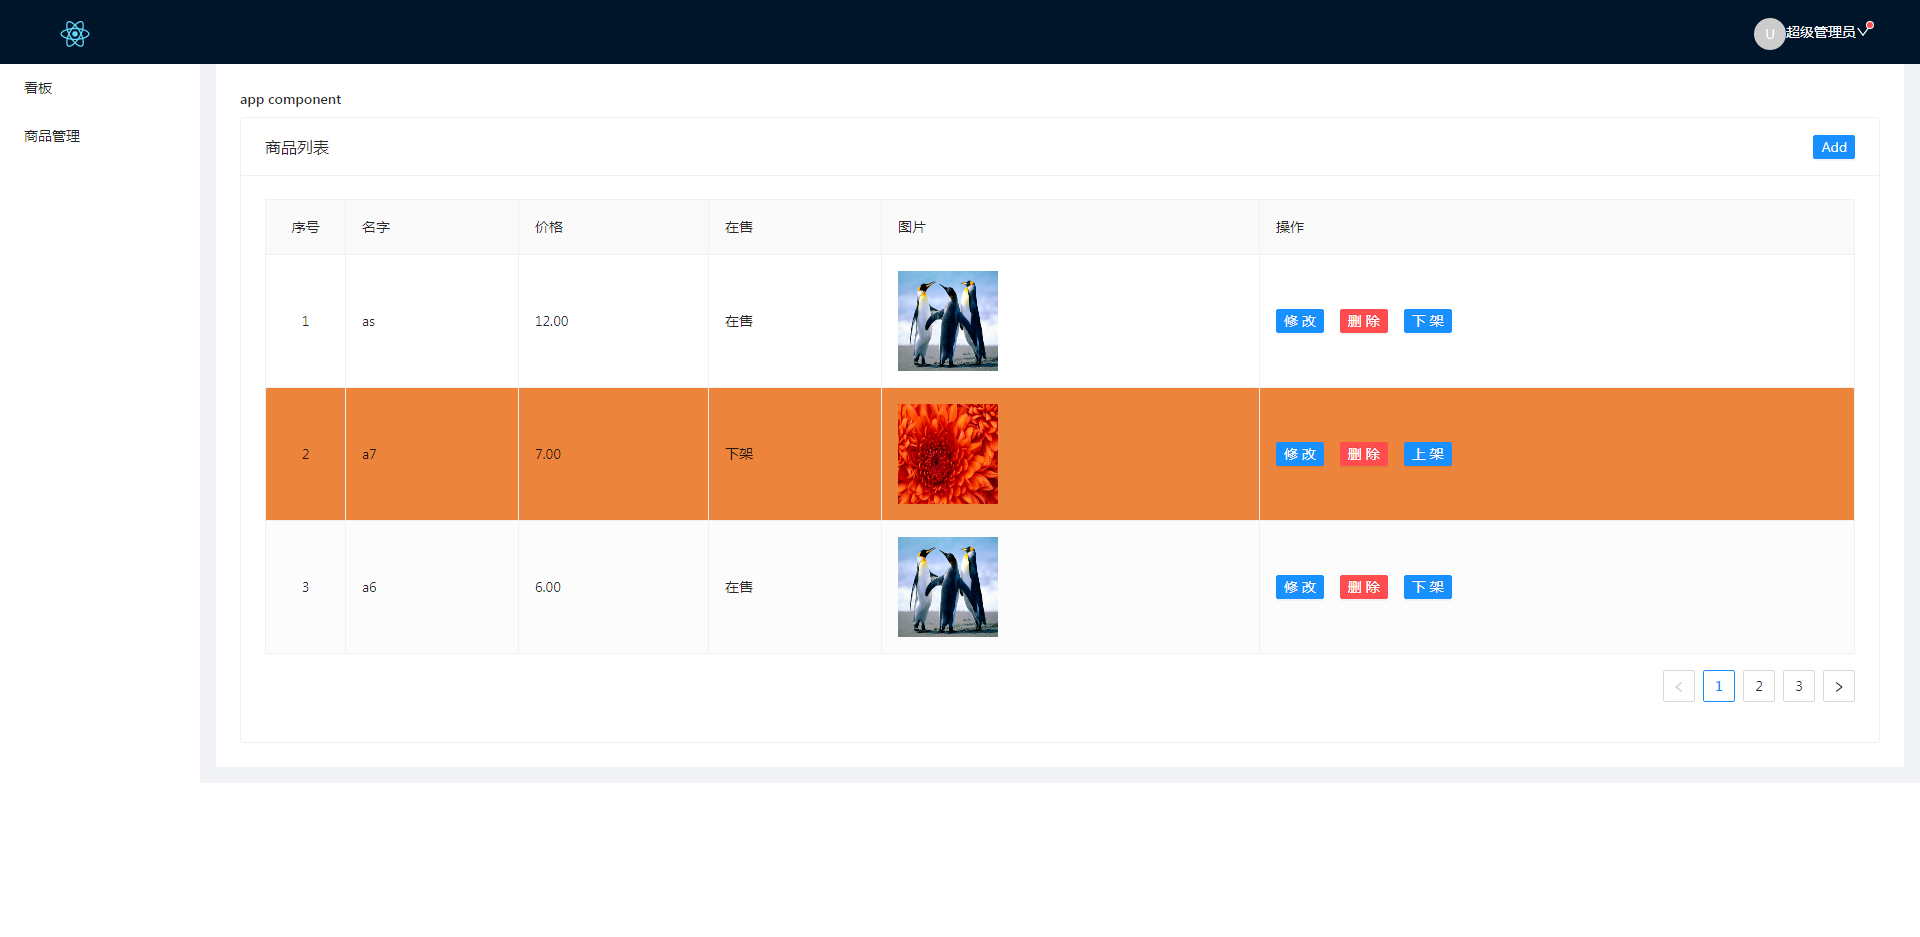 U 超级管理员
看板
商品管理
app component
商品列表 Add
序号 名字 价格 在售 图片 操作
1 as 12.00 在售 修 改 删 除 下 架
2 a7 7.00 下架 修 改 删 除 上 架
3 a6 6.00 在售 修 改 删 除 下 架
< 1 2 3 >